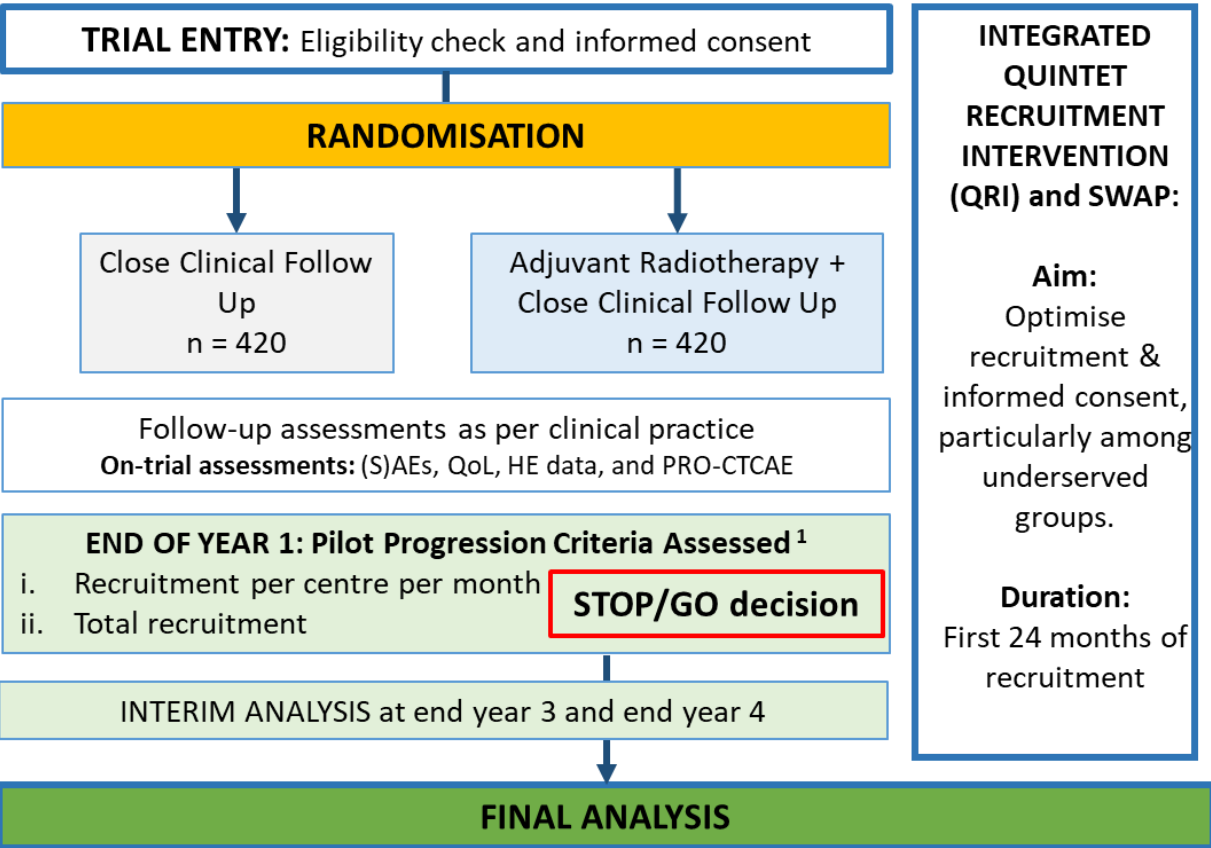 TRIAL ENTRY: Eligibility check and informed consent
RANDOMISATION
Close Clinical Follow
Up
n = 420
Adjuvant Radiotherapy +
Close Clinical Follow Up
n = 420
Follow-up assessments as per clinical practice
On-trial assessments: (S)AEs, QoL, HE data, and PRO-CTCAE
END OF YEAR 1: Pilot Progression Criteria Assessed 1
i. Recruitment per centre per month
ii. Total recruitment
STOP/GO decision
INTERIM ANALYSIS at end year 3 and end year 4
FINAL ANALYSIS
INTEGRATED
QUINTET
RECRUITMENT
INTERVENTION
(QRI) and SWAP:
Aim:
Optimise
recruitment &
informed consent,
particularly among
underserved
groups.
Duration:
First 24 months of
recruitment